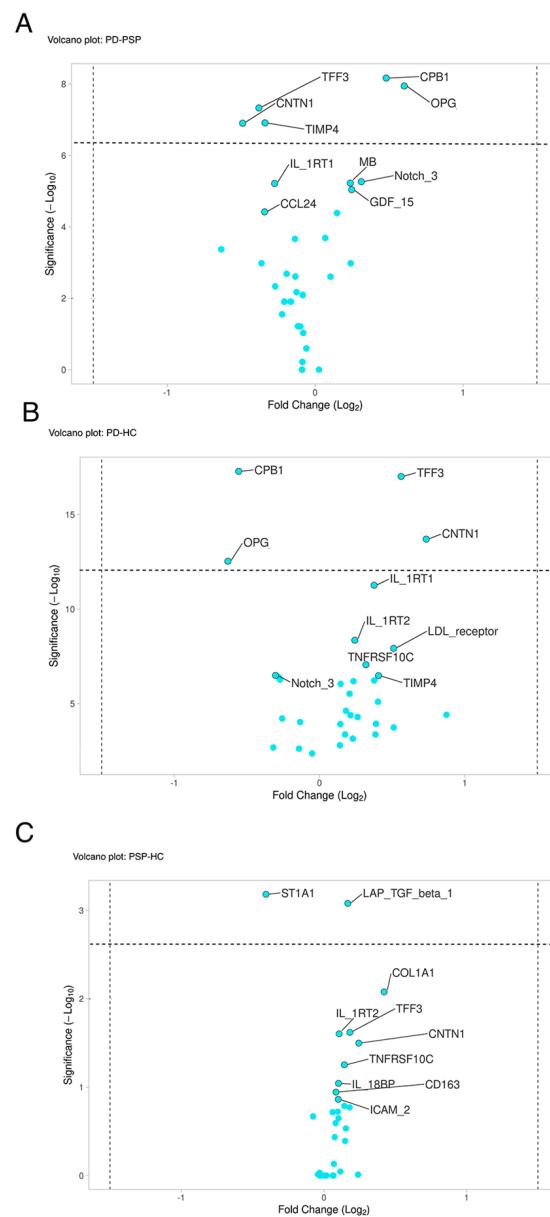 A
Volcano plot: PD-PSP
TFF3
CPB1
CNTN1
OPG
TIMP4
IL_1RT1
MB
Notch_3
CCL24
GDF_15
8
6
4
2
0
Significance (−Log10)
-1
0
1
Fold Change (Log2)
B
Volcano plot: PD-HC
CPB1
TFF3
CNTN1
OPG
IL_1RT1
IL_1RT2
LDL_receptor
TNFRSF10C
Notch_3
TIMP4
15
10
5
Significance (−Log10)
-1
0
1
Fold Change (Log2)
C
Volcano plot: PSP-HC
ST1A1
LAP_TGF_beta_1
COL1A1
IL_1RT2
TFF3
CNTN1
TNFRSF10C
IL_18BP
CD163
ICAM_2
3
2
1
0
Significance (−Log10)
-1
0
1
Fold Change (Log2)